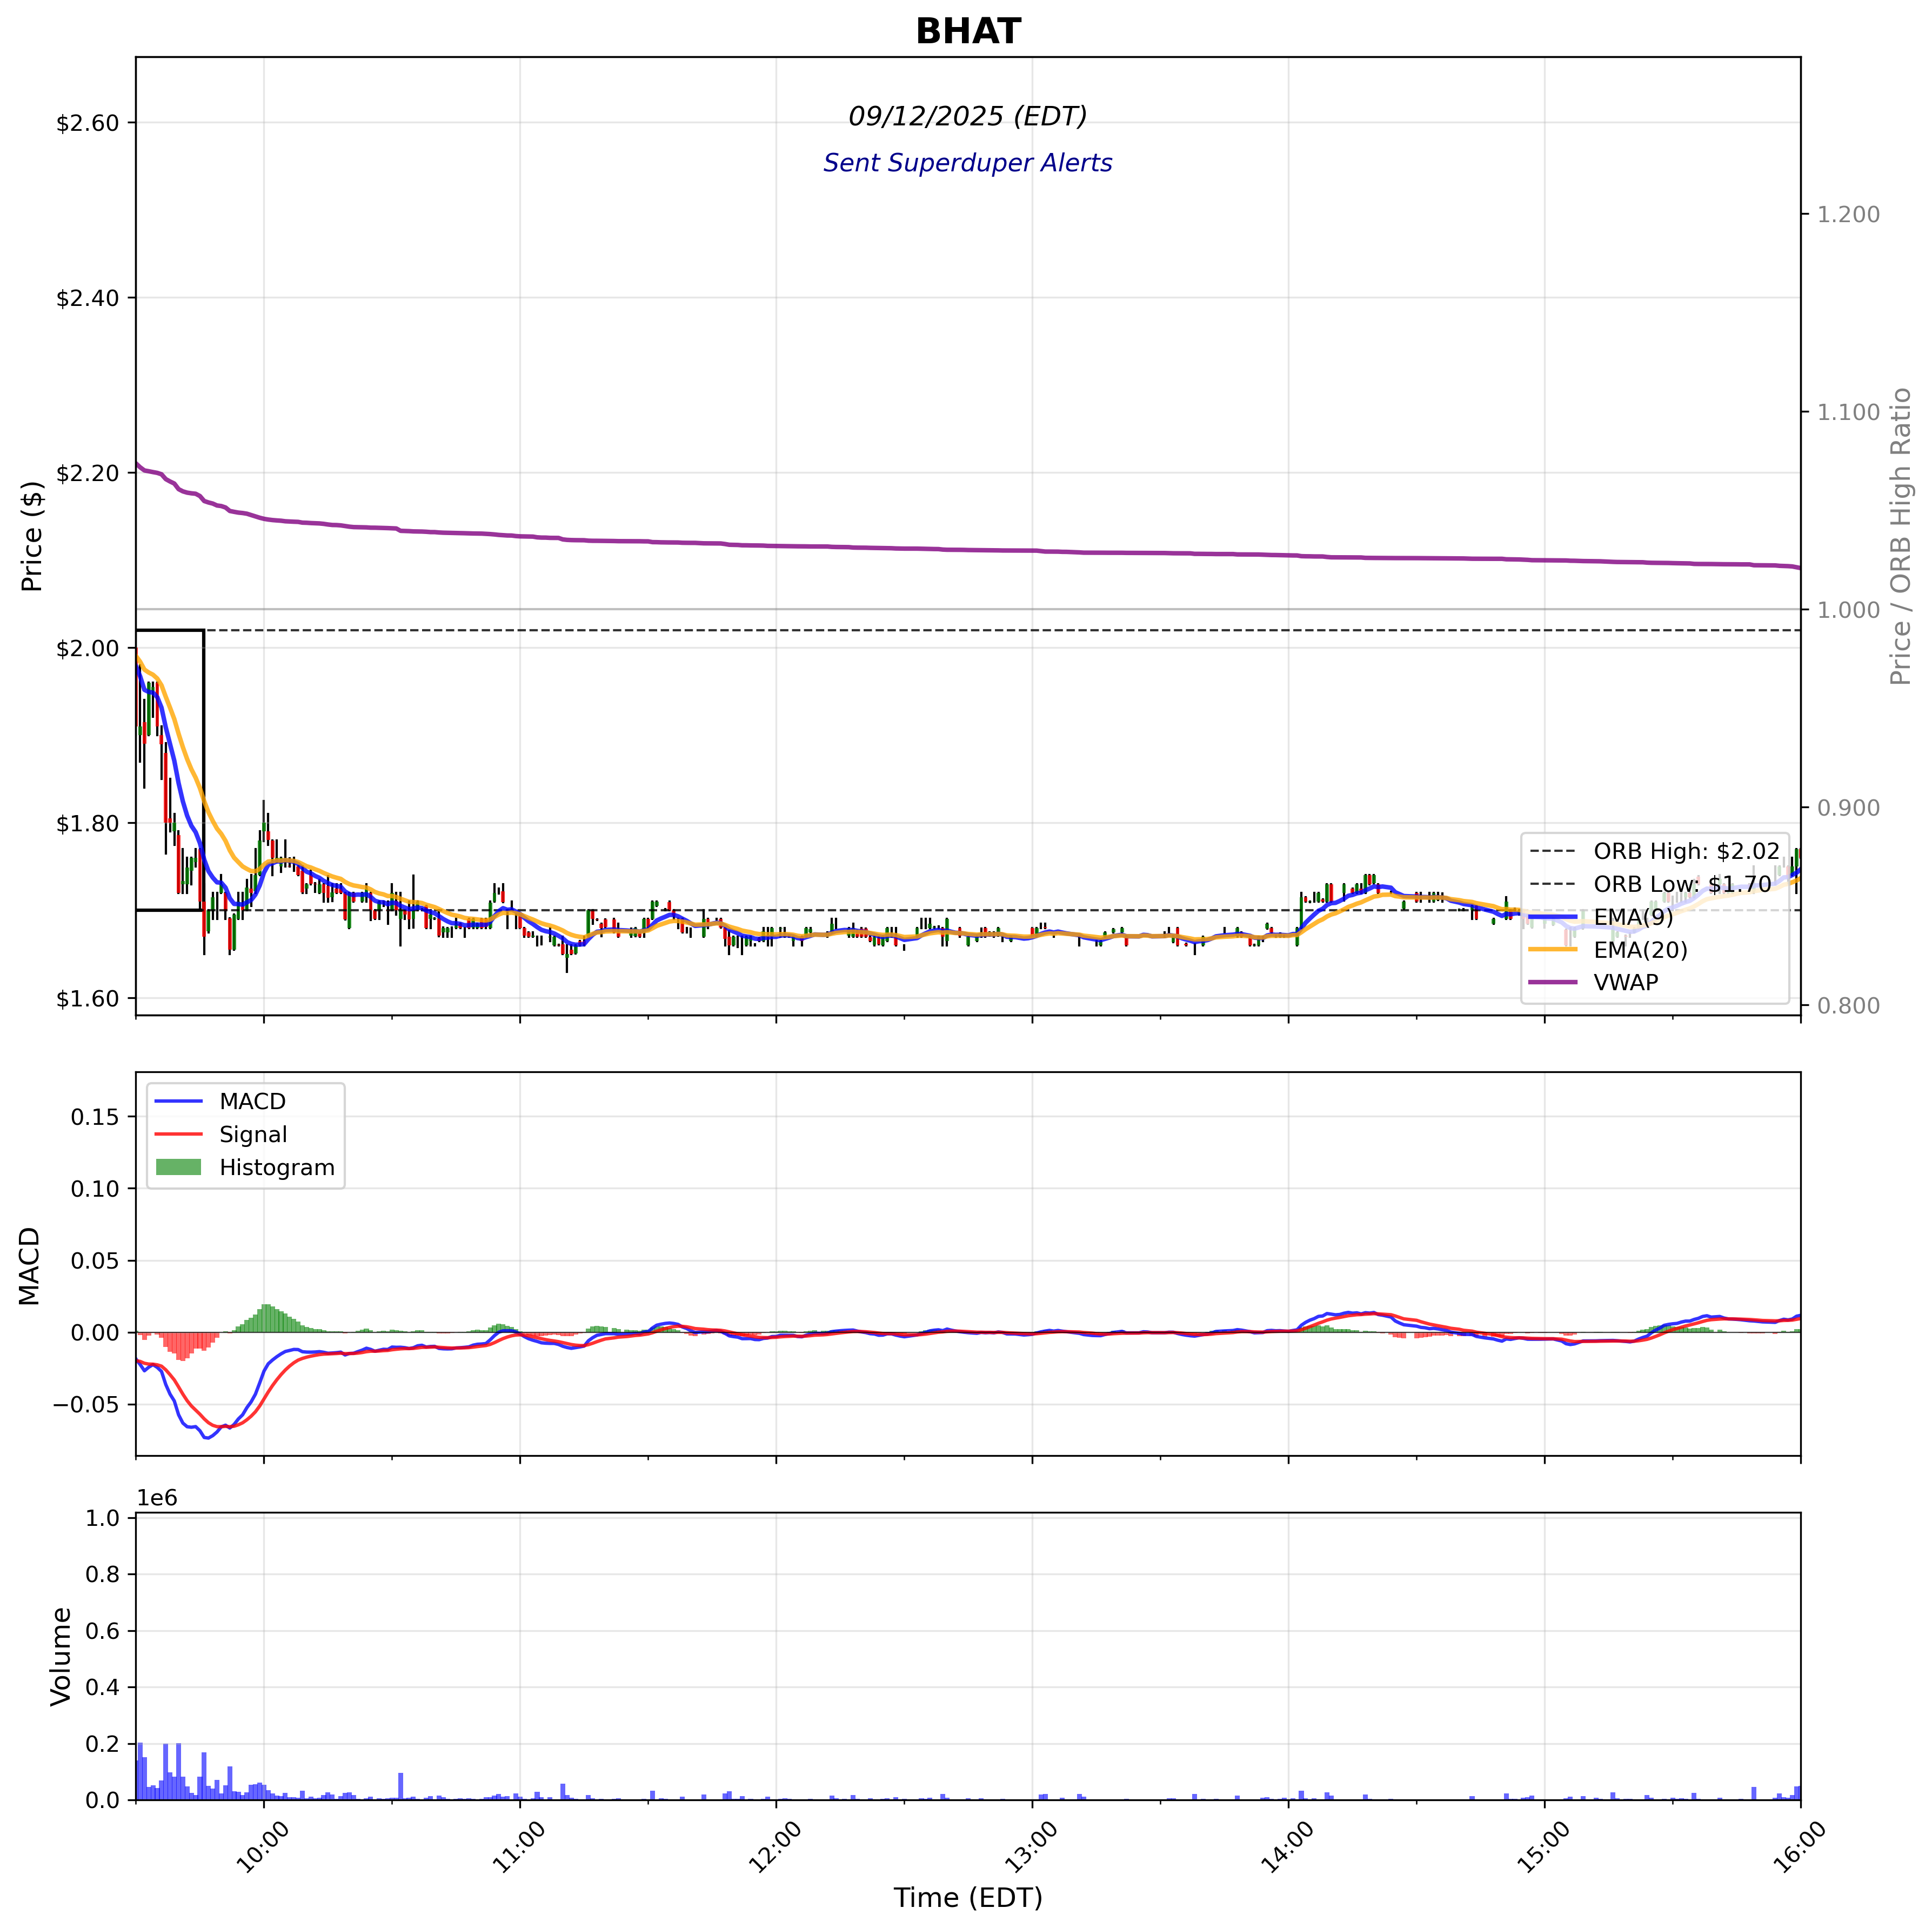 BHAT
09/12/2025 (EDT)
Sent Superduper Alerts
Price ($)
$2.60
$2.40
$2.20
$2.00
$1.80
$1.60
1.200
1.100
1.000
0.900
0.800
Price / ORB High Ratio
ORB High: $2.02
ORB Low: $1.70
EMA(9)
EMA(20)
VWAP
MACD
0.15
0.10
0.05
0.00
−0.05
MACD
Signal
Histogram
1e6
Volume
1.0
0.8
0.6
0.4
0.2
0.0
10:00
11:00
12:00
13:00
14:00
15:00
16:00
Time (EDT)